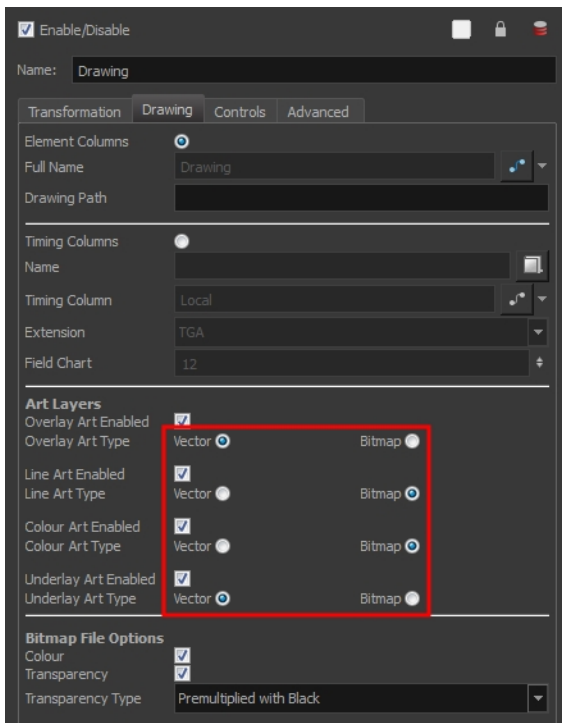 Enable/Disable
Name: Drawing
Transformation Drawing Controls Advanced
Element Columns
Full Name Drawing
Drawing Path
Timing Columns
Name
Timing Column Local
Extension TGA
Field Chart 12
Art Layers
Overlay Art Enabled
Overlay Art Type Vector Bitmap
Line Art Enabled
Line Art Type Vector Bitmap
Colour Art Enabled
Colour Art Type Vector Bitmap
Underlay Art Enabled
Underlay Art Type Vector Bitmap
Bitmap File Options
Colour
Transparency
Transparency Type Premultiplied with Black